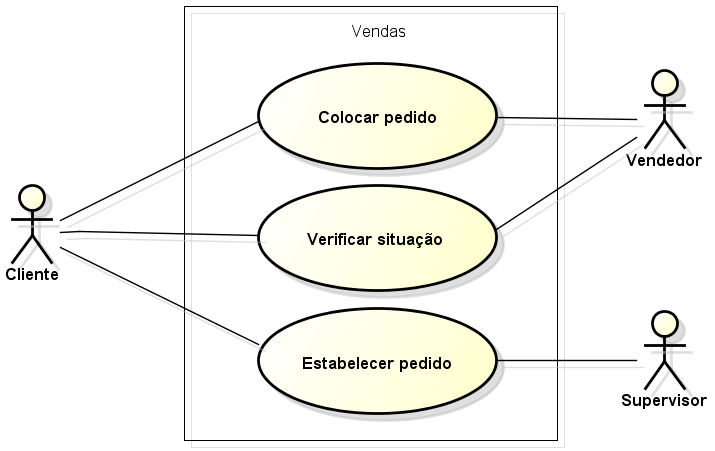 Vendas
Colocar pedido
Vendedor
Verificar situação
Cliente
Estabelecer pedido
Supervisor